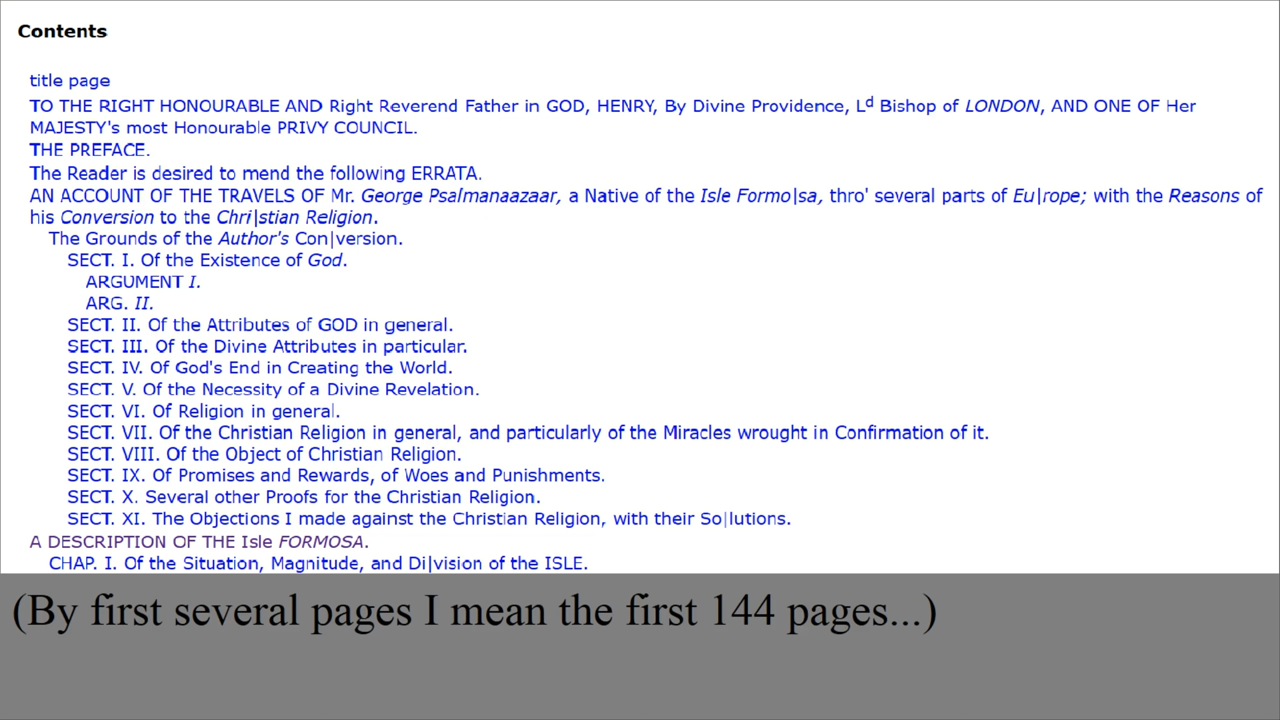 Contents
title page
TO THE RIGHT HONOURABLE AND Right Reverend Father in GOD, HENRY, By Divine Providence, Ld Bishop of LONDON, AND ONE OF Her
MAJESTY's most Honourable PRIVY COUNCIL.
THE PREFACE.
The Reader is desired to mend the following ERRATA.
AN ACCOUNT OF THE TRAVELS OF Mr. George Psalmanaazaar, a Native of the Isle Formo|sa, thro' several parts of Eu|rope; with the Reasons of
his Conversion to the Chri|stian Religion.
The Grounds of the Author's Con|version.
SECT. I. Of the Existence of God.
ARGUMENT I.
ARG. II.
SECT. II. Of the Attributes of GOD in general.
SECT. III. Of the Divine Attributes in particular.
SECT. IV. Of God's End in Creating the World.
SECT. V. Of the Necessity of a Divine Revelation.
SECT. VI. Of Religion in general.
SECT. VII. Of the Christian Religion in general, and particularly of the Miracles wrought in Confirmation of it.
SECT. VIII. Of the Object of Christian Religion.
SECT. IX. Of Promises and Rewards, of Woes and Punishments.
SECT. X. Several other Proofs for the Christian Religion.
SECT. XI. The Objections I made against the Christian Religion, with their So|lutions.
A DESCRIPTION OF THE Isle FORMOSA.
CHAP. I. Of the Situation, Magnitude, and Di|vision of the ISLE.
(By first several pages I mean the first 144 pages...)